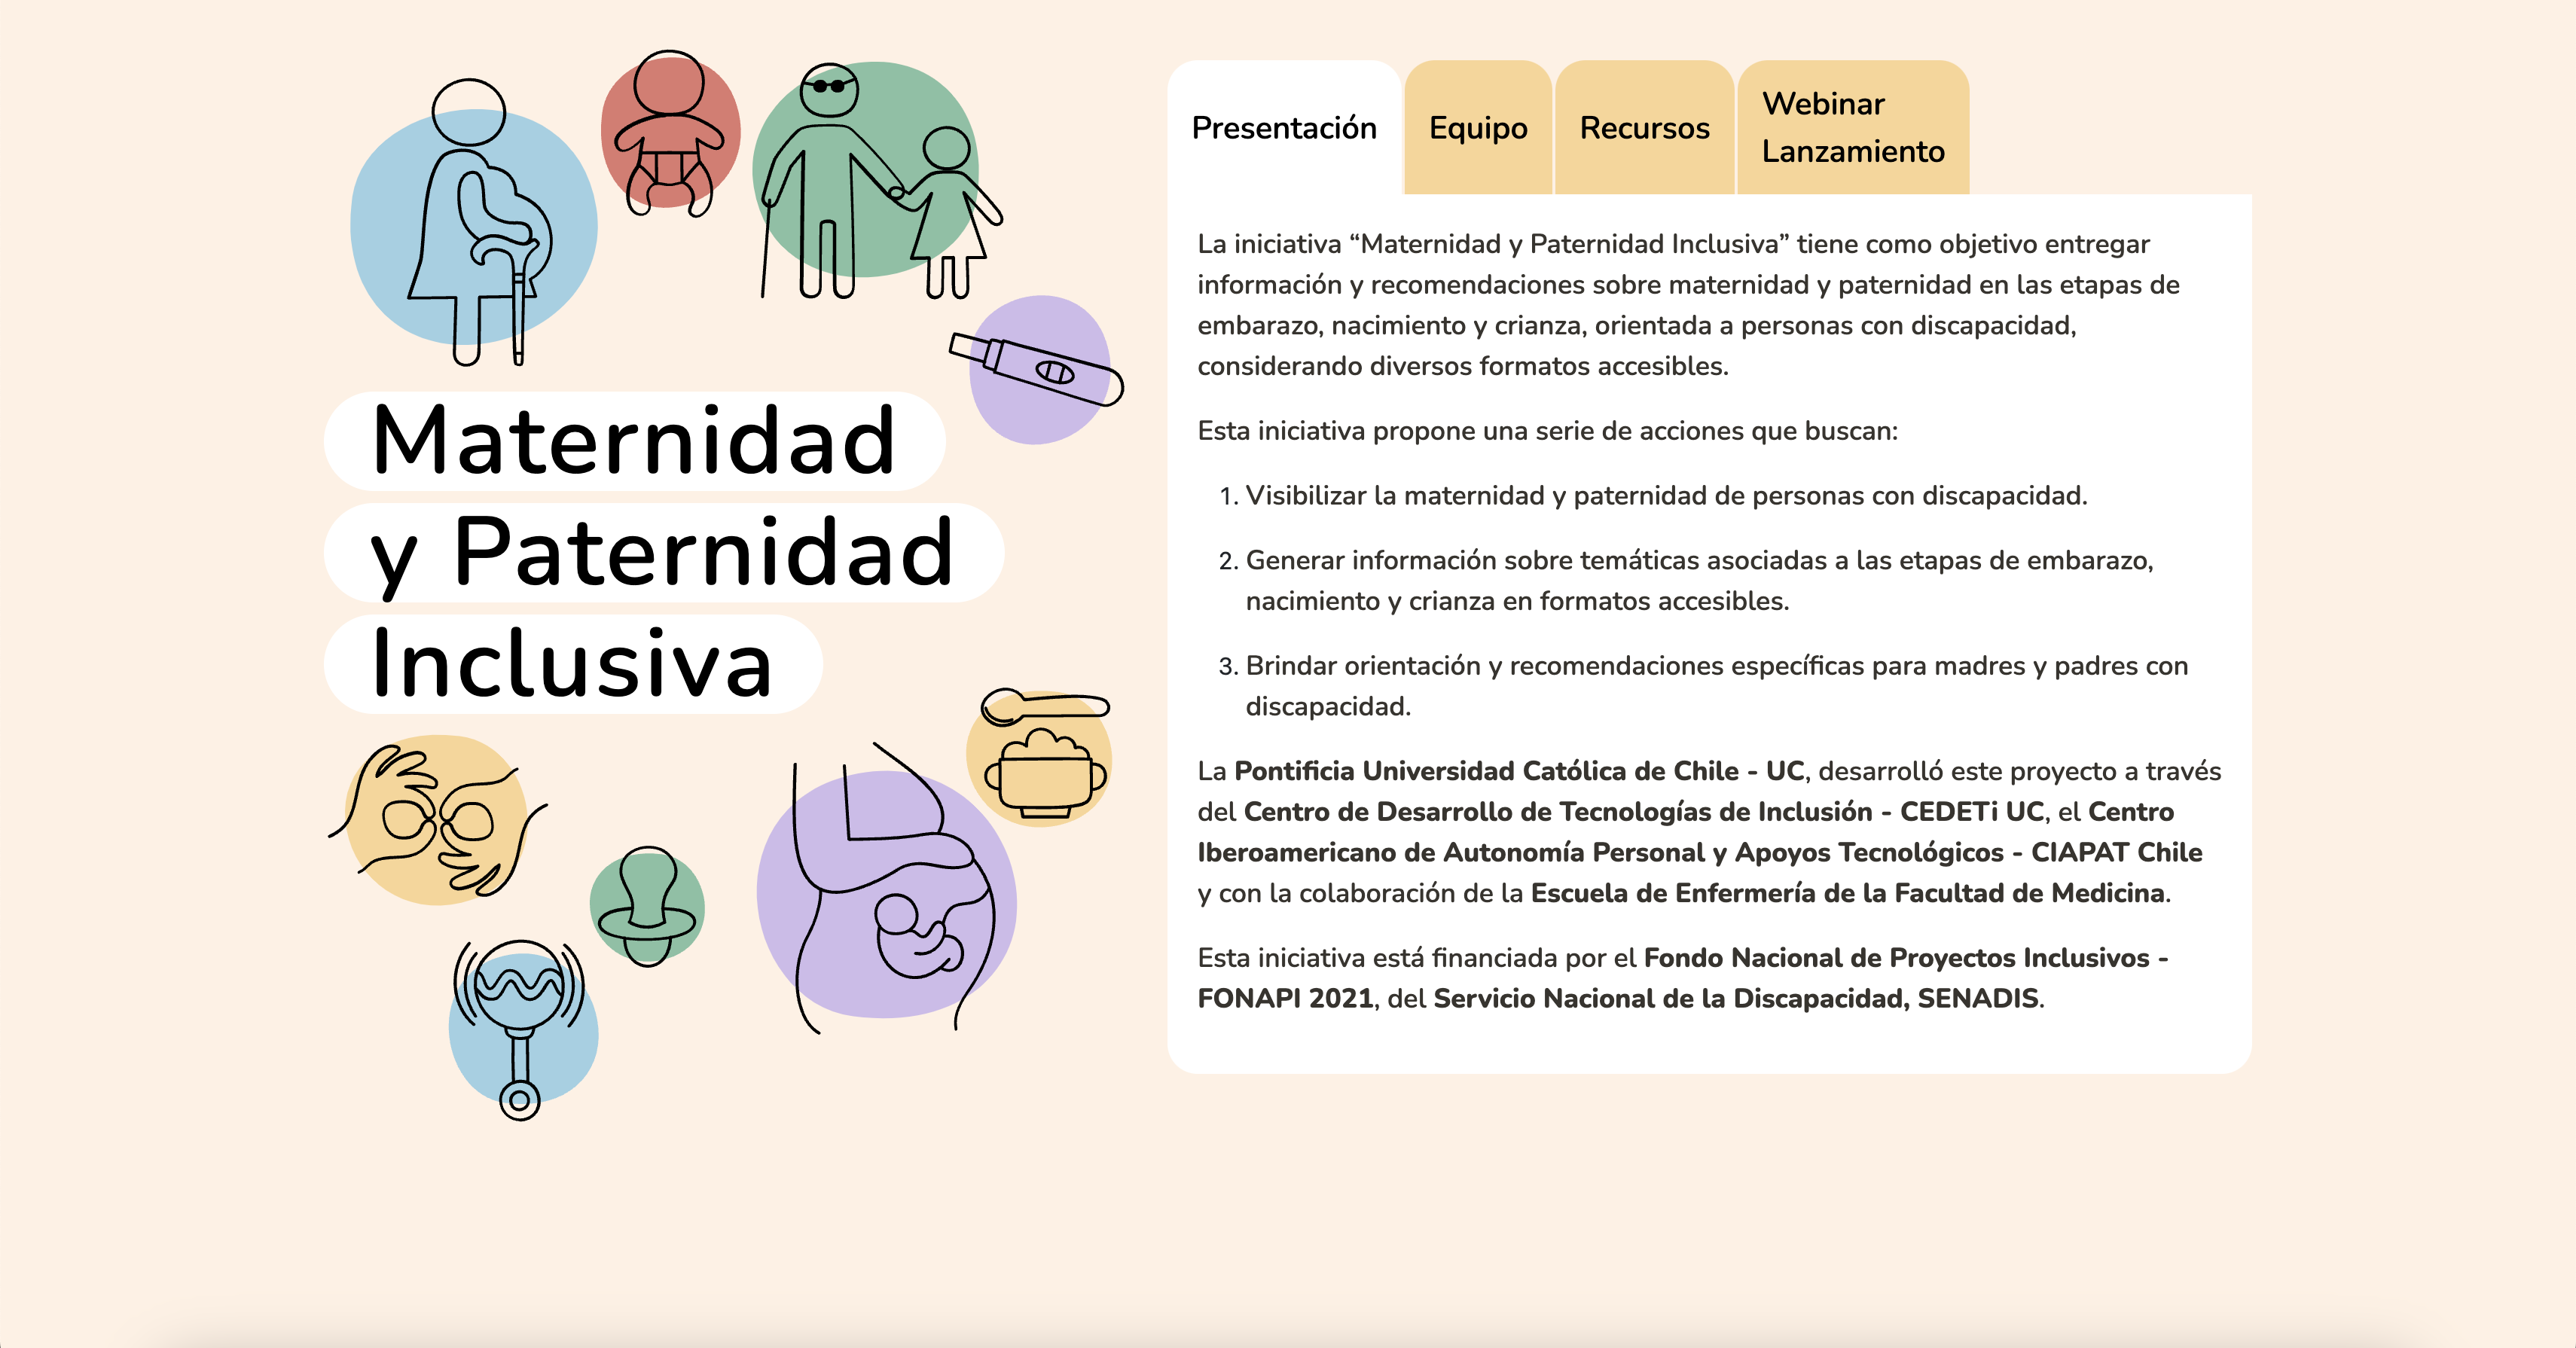 Maternidad
y Paternidad
Inclusiva
Presentación
Equipo
Recursos
Webinar
Lanzamiento
La iniciativa “Maternidad y Paternidad Inclusiva” tiene como objetivo entregar
información y recomendaciones sobre maternidad y paternidad en las etapas de
embarazo, nacimiento y crianza, orientada a personas con discapacidad,
considerando diversos formatos accesibles.
Esta iniciativa propone una serie de acciones que buscan:
1. Visibilizar la maternidad y paternidad de personas con discapacidad.
2. Generar información sobre temáticas asociadas a las etapas de embarazo,
nacimiento y crianza en formatos accesibles.
3. Brindar orientación y recomendaciones específicas para madres y padres con
discapacidad.
La Pontificia Universidad Católica de Chile - UC, desarrolló este proyecto a través
del Centro de Desarrollo de Tecnologías de Inclusión - CEDETi UC, el Centro
Iberoamericano de Autonomía Personal y Apoyos Tecnológicos - CIAPAT Chile
y con la colaboración de la Escuela de Enfermería de la Facultad de Medicina.
Esta iniciativa está financiada por el Fondo Nacional de Proyectos Inclusivos -
FONAPI 2021, del Servicio Nacional de la Discapacidad, SENADIS.